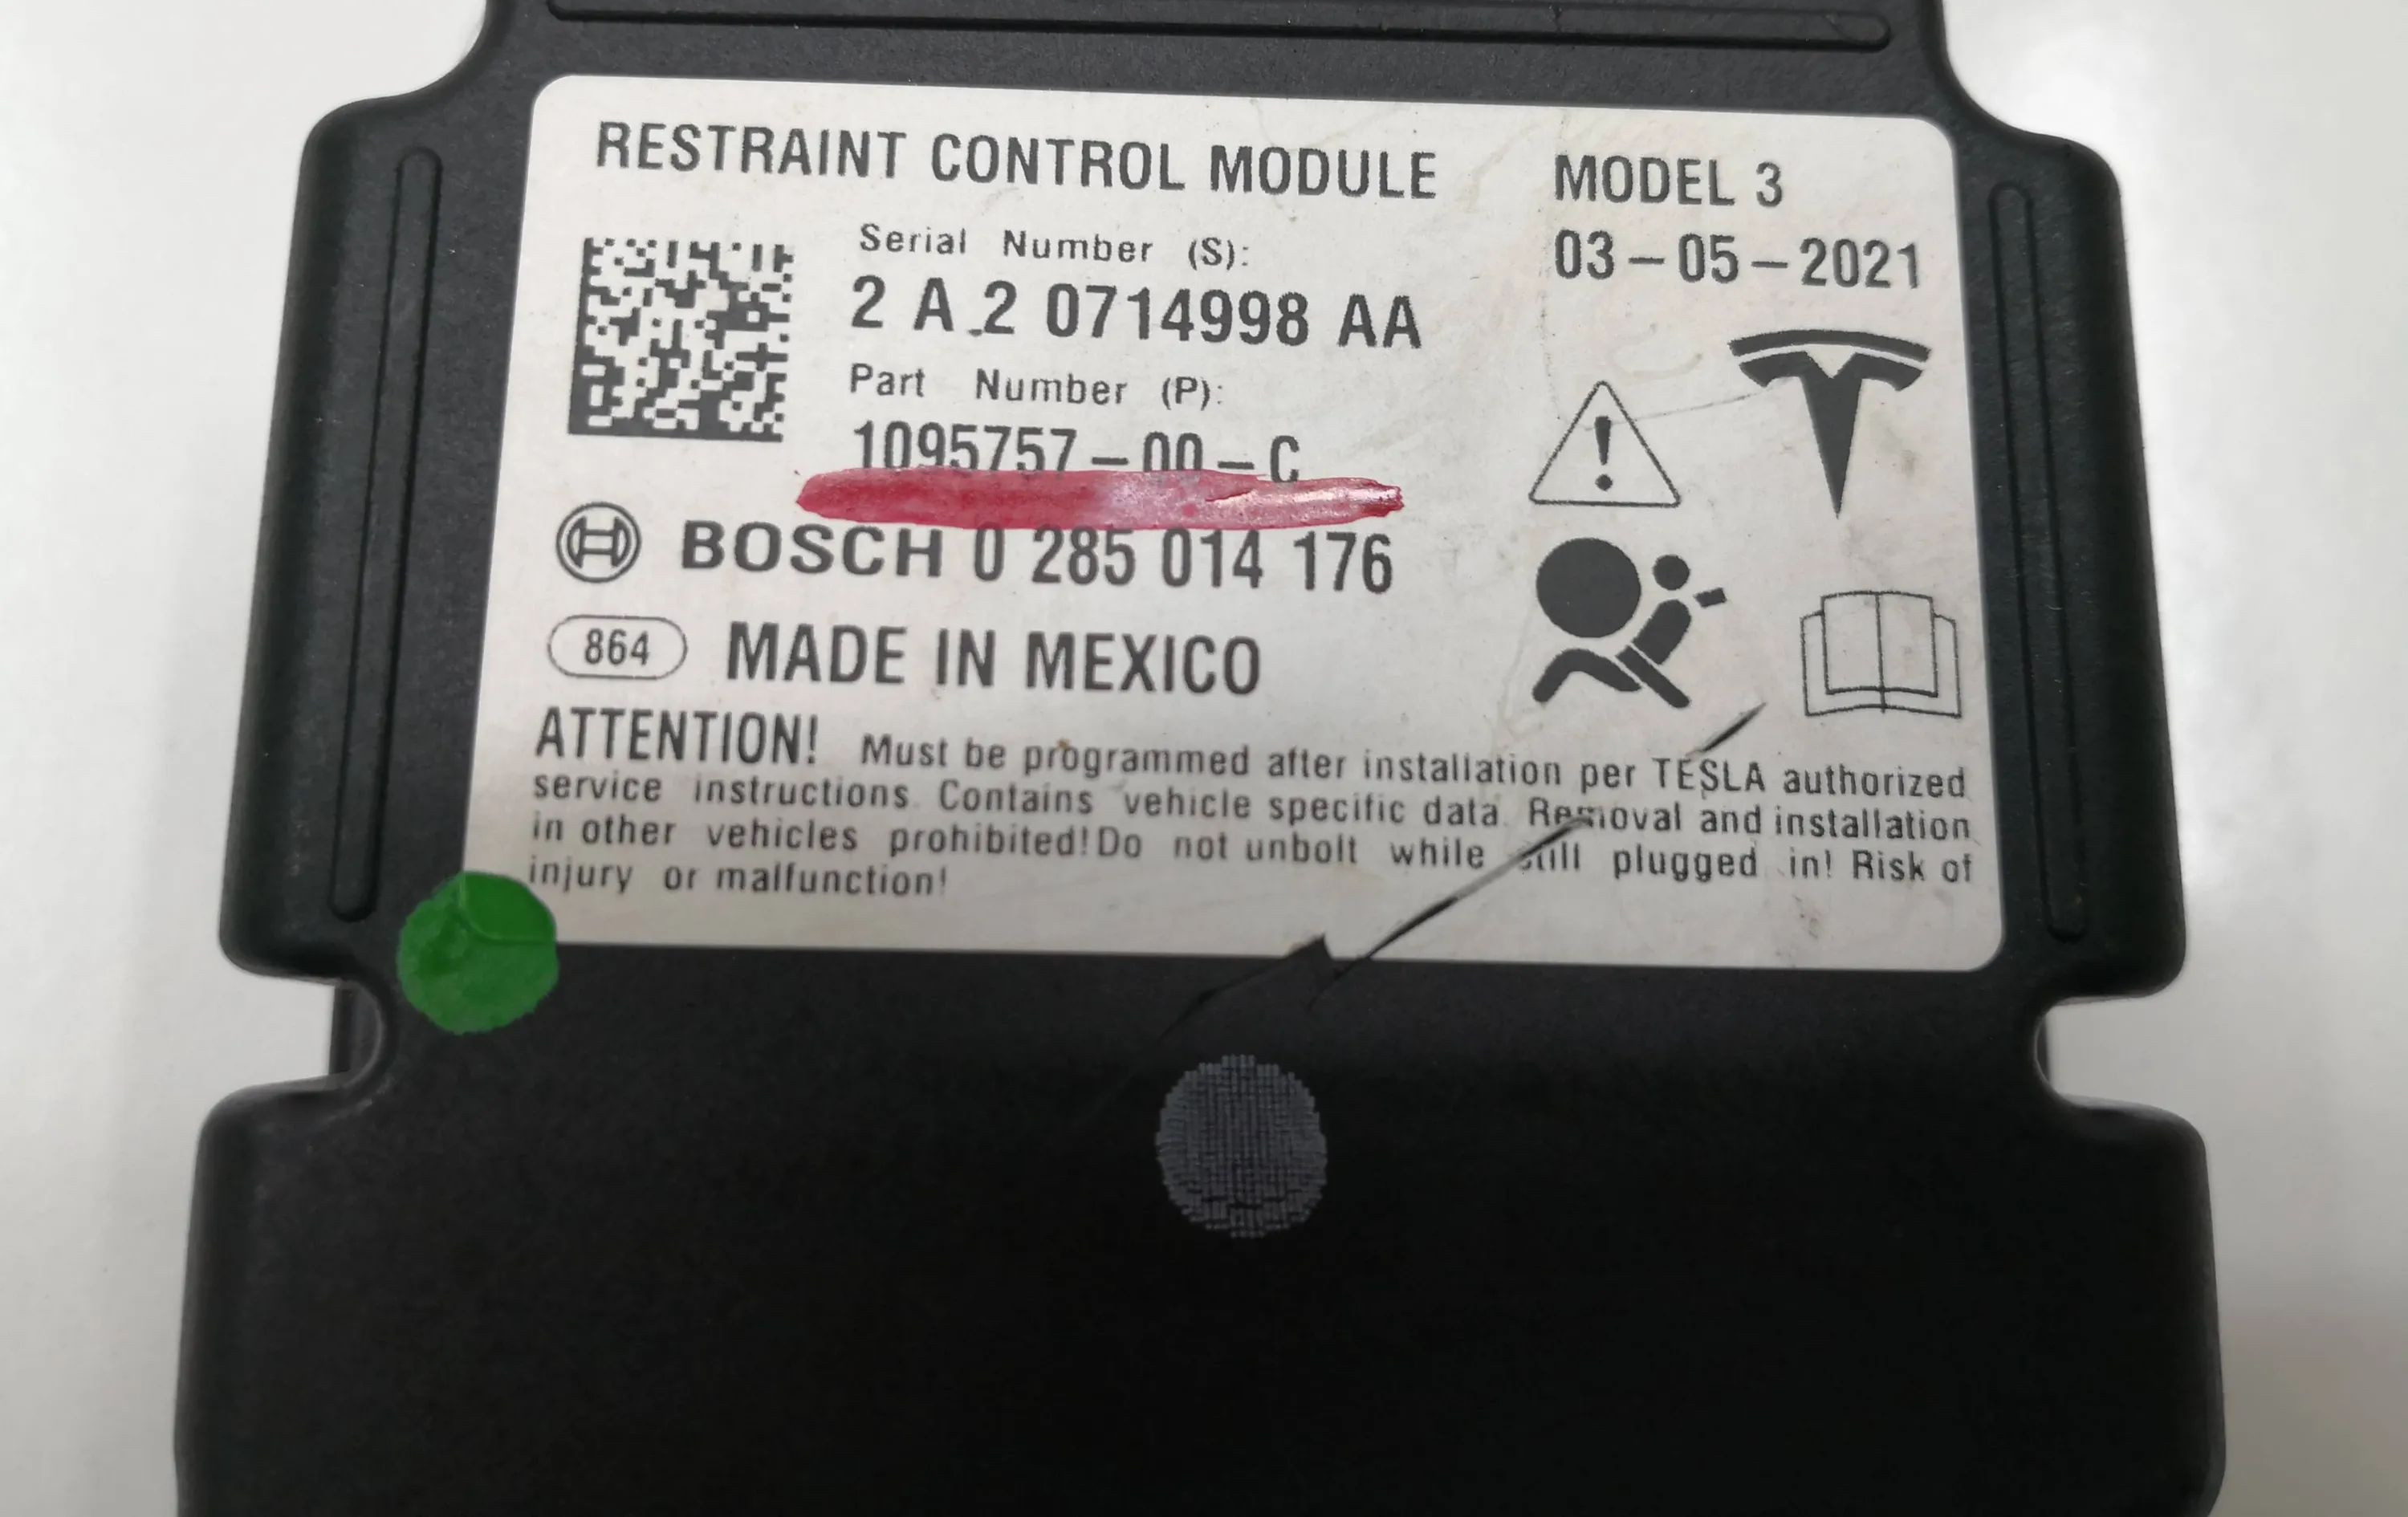 RESTRAINT CONTROL MODULE
MODEL 3
03-05-2021
Serial Number (S):
2 A 2 0714998 AA
Part Number (P):
1095757-00-C
BOSCH 0 285 014 176
864 MADE IN MEXICO
ATTENTION! Must be programmed after installation per TESLA authorized
service instructions. Contains vehicle specific data. Removal and installation
in other vehicles prohibited! Do not unbolt while still plugged in! Risk of
injury or malfunction!